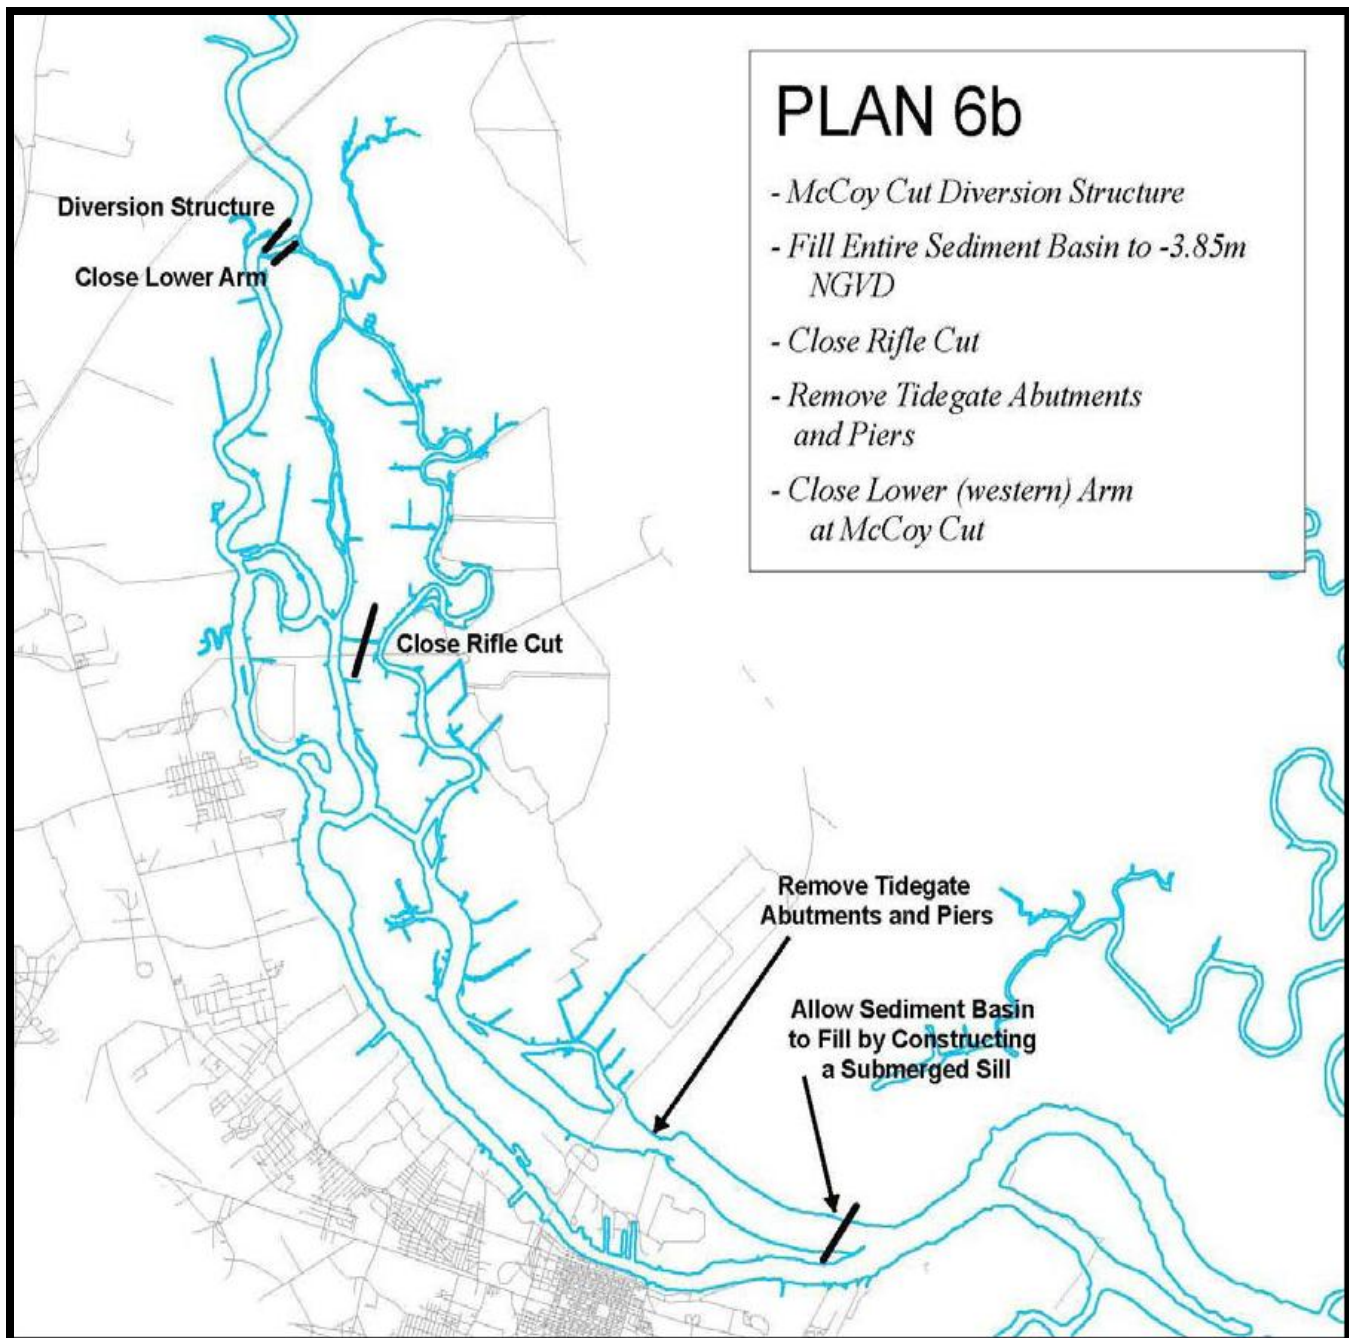 PLAN 6b
- McCoy Cut Diversion Structure
- Fill Entire Sediment Basin to -3.85m
NGVD
- Close Rifle Cut
- Remove Tidegate Abutments
and Piers
- Close Lower (western) Arm
at McCoy Cut
Diversion Structure
Close Lower Arm
Close Rifle Cut
Remove Tidegate
Abutments and Piers
Allow Sediment Basin
to Fill by Constructing
a Submerged Sill